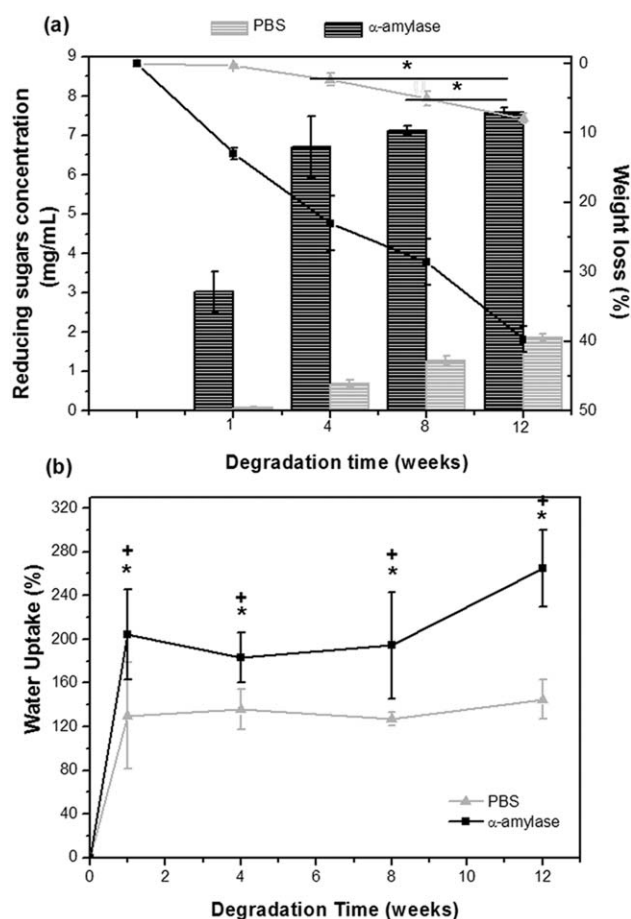 (a)
PBS
α-amylase
9
8
7
6
5
4
3
2
1
0
Reducing sugars concentration
(mg/mL)
*
*
0
10
20
30
40
50
Weight loss (%)
1 4 8 12
Degradation time (weeks)
(b)
320
280
240
200
160
120
80
40
0
Water Uptake (%)
+
*
+
*
+
*
+
*
PBS
α-amylase
0 2 4 6 8 10 12
Degradation Time (weeks)